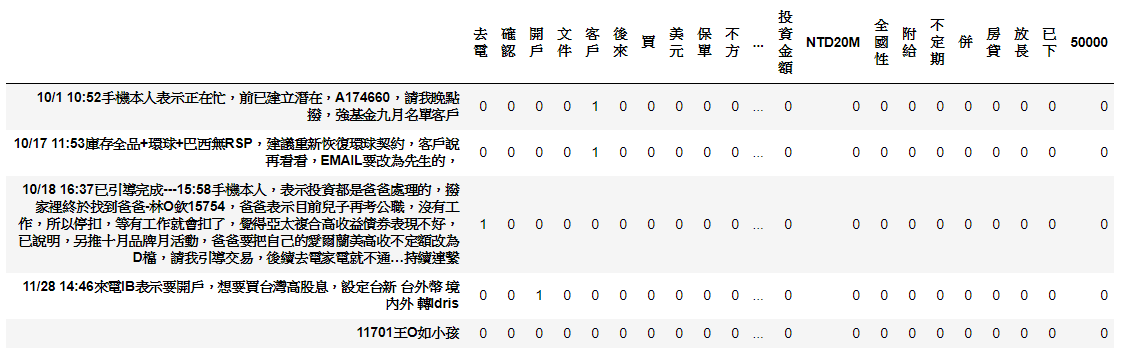 去電 確認 開戶 文件 客戶 後來 買 美元 保單 不方 ... 投資金額 NTD20M 全國性 附給 不定期 併 房貸 放長 已下 50000
10/1 10:52手機本人表示正在忙，前已建立潛在，A174660，請我晚點
撥，強基金九月名單客戶 0 0 0 0 1 0 0 0 0 0 ... 0 0 0 0 0 0 0 0 0 0
10/17 11:53庫存全品+環球+巴西無RSP，建議重新恢復環球契約，客戶說
再看看，EMAIL要改為先生的， 0 0 0 0 1 0 0 0 0 0 ... 0 0 0 0 0 0 0 0 0 0
10/18 16:37已引導完成---15:58手機本人，表示投資都是爸爸處理的，撥
家裡終於找到爸爸-林O欽15754，爸爸表示目前兒子再考公職，沒有工
作，所以停扣，等有工作就會扣了，覺得亞太複合高收益債券表現不好，
已說明，另推十月品牌月活動，爸爸要把自己的愛爾蘭美高收不定額改為
D檔，請我引導交易，後續去電家電就不通...持續連繫 1 0 0 0 0 0 0 0 0 0 ... 0 0 0 0 0 0 0 0 0 0
11/28 14:46來電IB表示要開戶，想要買台灣高股息，設定台新 台外幣 境
內外 轉Idris 0 0 1 0 0 0 0 0 0 0 ... 0 0 0 0 0 0 0 0 0 0
11701王O如小孩 0 0 0 0 0 0 0 0 0 0 ... 0 0 0 0 0 0 0 0 0 0